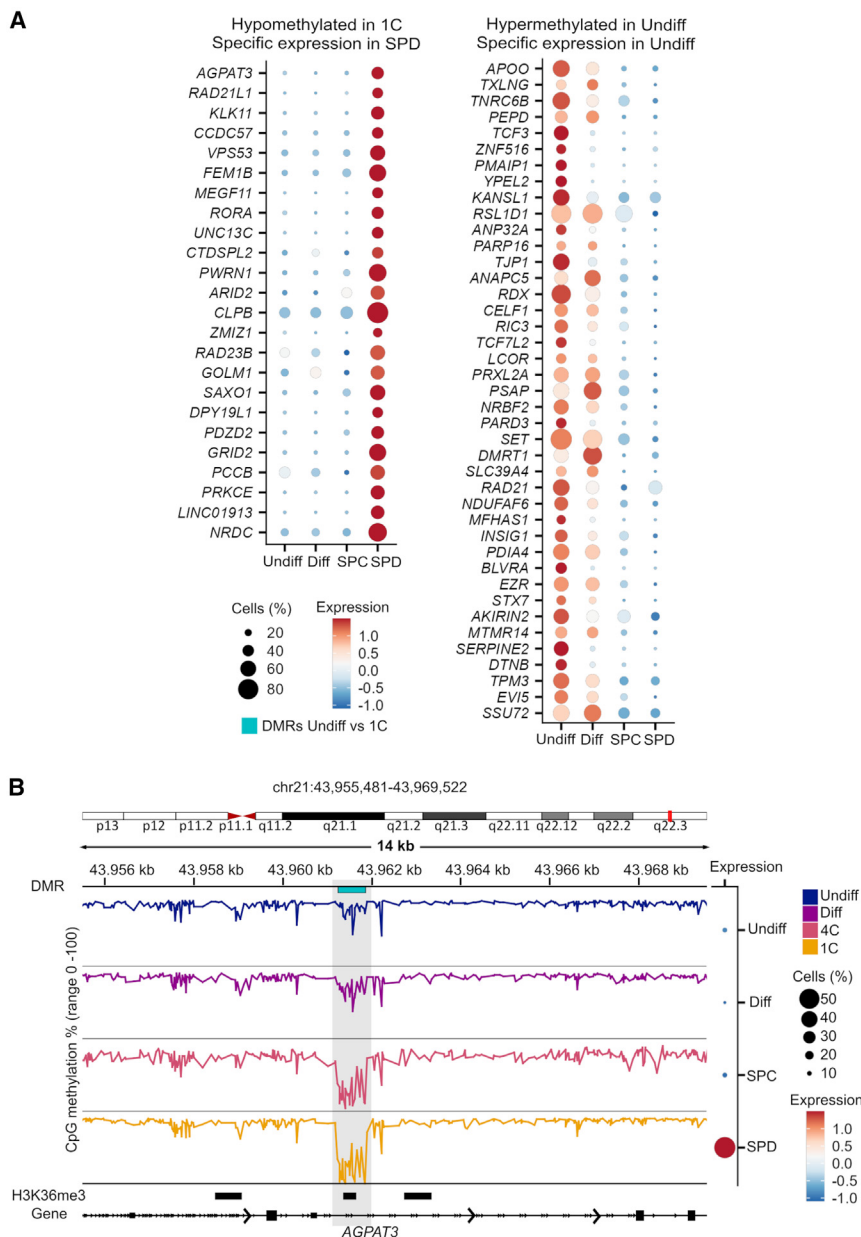 A
Hypomethylated in 1C
Specific expression in SPD
AGPAT3
RAD21L1
KLK11
CCDC57
VPS53
FEM1B
MEGF11
RORA
UNC13C
CTDSPL2
PWRN1
ARID2
CLPB
ZMIZ1
RAD23B
GOLM1
SAXO1
DPY19L1
PDZD2
GRID2
PCCB
PRKCE
LINC01913
NRDC
Undiff Diff SPC SPD
Cells (%)
20
40
60
80
Expression
1.0
0.5
0.0
-0.5
-1.0
DMRs Undiff vs 1C
Hypermethylated in Undiff
Specific expression in Undiff
APOO
TXLNG
TNRC6B
PEPD
TCF3
ZNF516
PMAIP1
YPEL2
KANSL1
RSL1D1
ANP32A
PARP16
TJP1
ANAPC5
RDX
CELF1
RIC3
TCF7L2
LCOR
PRXL2A
PSAP
NRBF2
PARD3
SET
DMRT1
SLC39A4
RAD21
NDUFAF6
MFHAS1
INSIG1
PDIA4
BLVRA
EZR
STX7
AKIRIN2
MTMR14
SERPINE2
DTNB
TPM3
EVI5
SSU72
Undiff Diff SPC SPD
B
chr21:43,955,481-43,969,522
p13 p12 p11.2 p11.1 q11.2 q21.1 q21.2 q21.3 q22.11 q22.12 q22.2 q22.3
14 kb
43.956 kb 43.958 kb 43.960 kb 43.962 kb 43.964 kb 43.966 kb 43.968 kb
DMR
CpG methylation % (range 0 -100)
H3K36me3
Gene
AGPAT3
Expression
Undiff
Diff
SPC
SPD
Undiff
Diff
4C
1C
Cells (%)
50
40
30
20
10
Expression
1.0
0.5
0.0
-0.5
-1.0